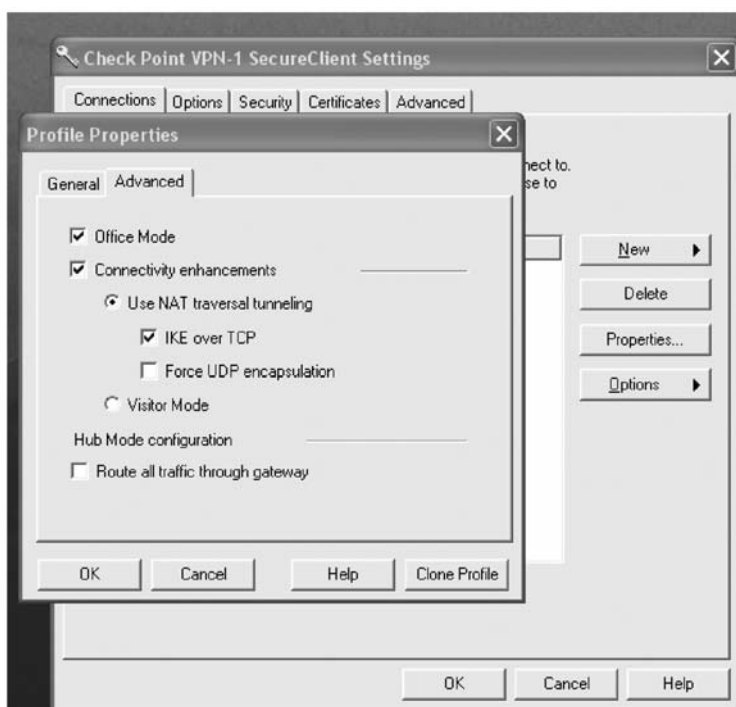 Check Point VPN-1 SecureClient Settings
Connections Options Security Certificates Advanced
Profile Properties
nect to.
se to
General Advanced
Office Mode
Connectivity enhancements
Use NAT traversal tunneling
IKE over TCP
Force UDP encapsulation
Visitor Mode
Hub Mode configuration
Route all traffic through gateway
OK Cancel Help Clone Profile
New
Delete
Properties...
Options
OK Cancel Help